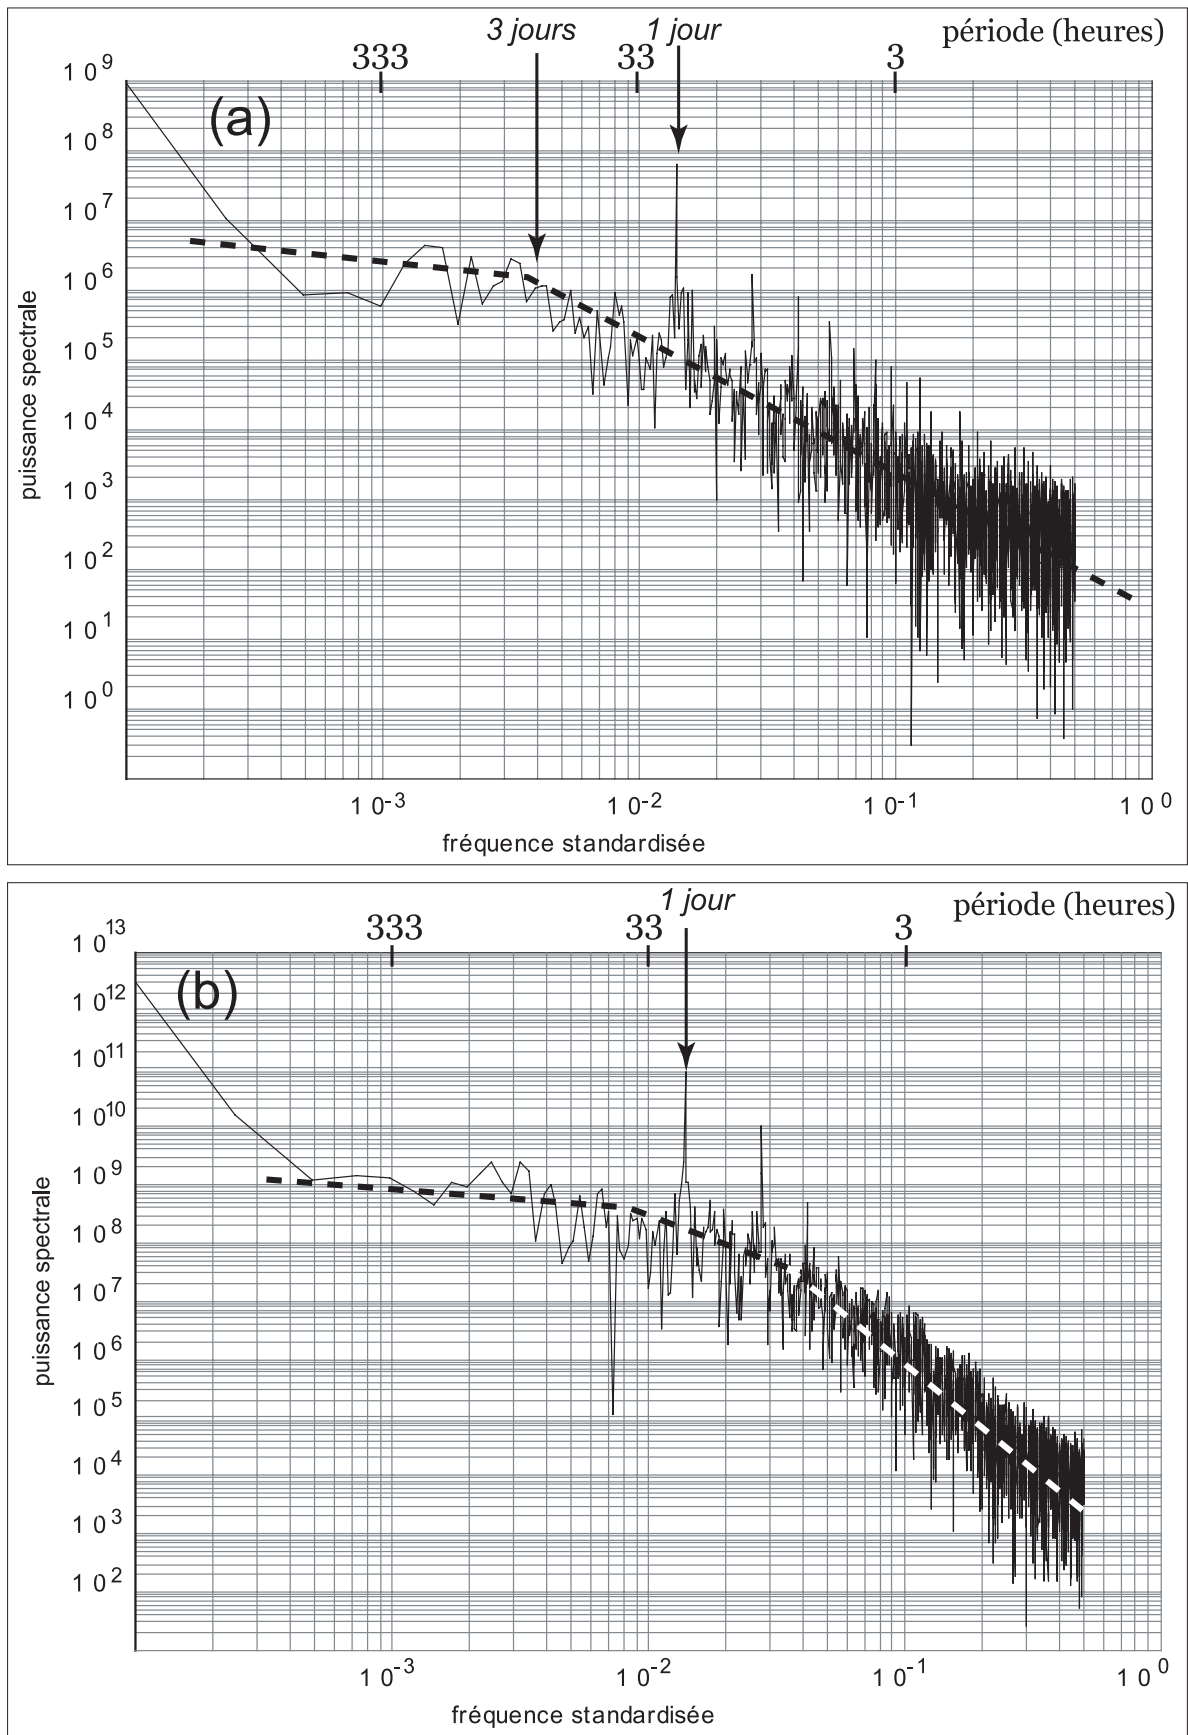 3 jours 1 jour période (heures)
333 33 3
(a)
10^9
10^8
10^7
10^6
10^5
10^4
10^3
10^2
10^1
10^0
puissance spectrale
10^-3 10^-2 10^-1 10^0
fréquence standardisée
1 jour période (heures)
333 33 3
(b)
10^13
10^12
10^11
10^10
10^9
10^8
10^7
10^6
10^5
10^4
10^3
10^2
puissance spectrale
10^-3 10^-2 10^-1 10^0
fréquence standardisée